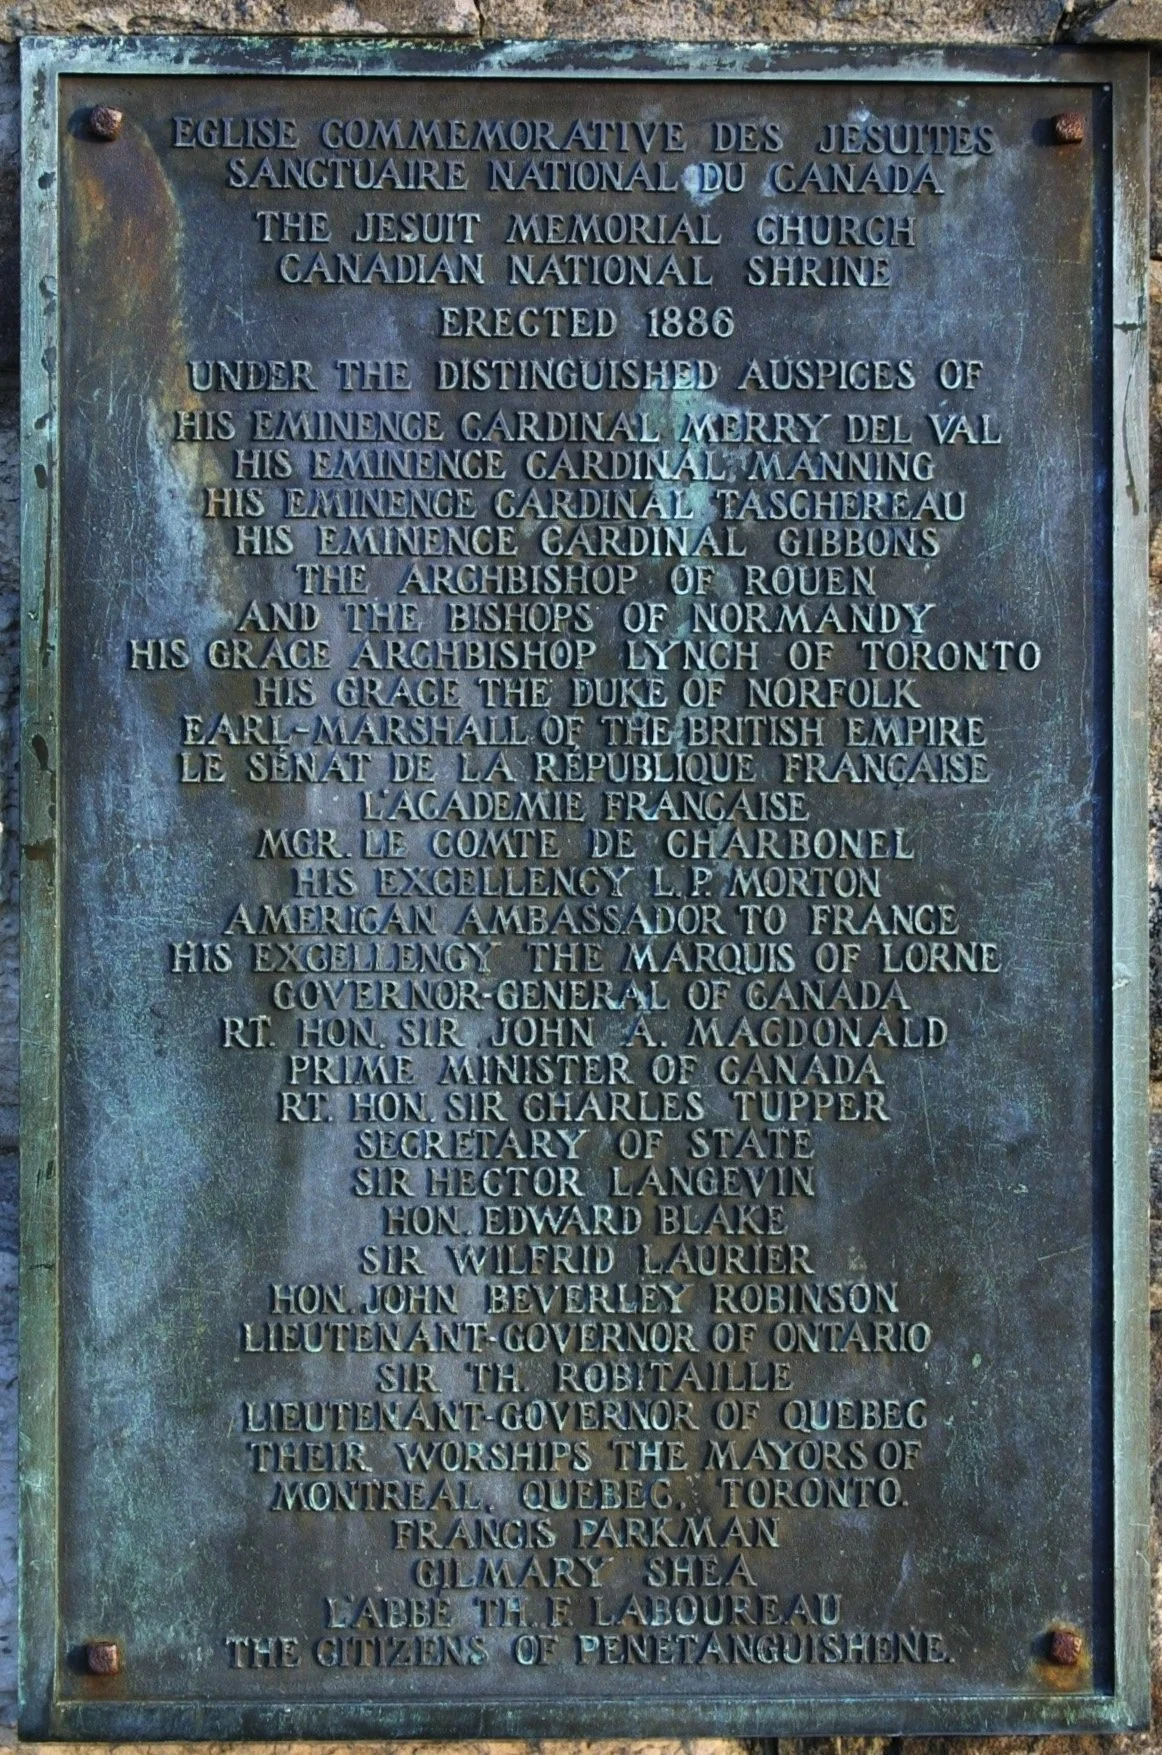 EGLISE COMMEMORATIVE DES JESUITES
SANCTUAIRE NATIONAL DU CANADA
THE JESUIT MEMORIAL CHURCH
CANADIAN NATIONAL SHRINE
ERECTED 1886
UNDER THE DISTINGUISHED AUSPICES OF
HIS EMINENCE CARDINAL MERRY DEL VAL
HIS EMINENCE CARDINAL MANNING
HIS EMINENCE CARDINAL TASCHEREAU
HIS EMINENCE CARDINAL GIBBONS
THE ARCHBISHOP OF ROUEN
AND THE BISHOPS OF NORMANDY
HIS GRACE ARCHBISHOP LYNCH OF TORONTO
HIS GRACE THE DUKE OF NORFOLK
EARL-MARSHALL OF THE BRITISH EMPIRE
LE SÉNAT DE LA RÉPUBLIQUE FRANÇAISE
L'ACADEMIE FRANÇAISE
MGR. LE COMTE DE CHARBONEL
HIS EXCELLENCY L.P. MORTON
AMERICAN AMBASSADOR TO FRANCE
HIS EXCELLENCY THE MARQUIS OF LORNE
GOVERNOR-GENERAL OF CANADA
RT. HON. SIR JOHN A. MACDONALD
PRIME MINISTER OF CANADA
RT. HON. SIR CHARLES TUPPER
SECRETARY OF STATE
SIR HECTOR LANGEVIN
HON. EDWARD BLAKE
SIR WILFRID LAURIER
HON. JOHN BEVERLEY ROBINSON
LIEUTENANT-GOVERNOR OF ONTARIO
SIR TH. ROBITAILLE
LIEUTENANT-GOVERNOR OF QUEBEC
THEIR WORSHIPS THE MAYORS OF
MONTREAL, QUEBEC, TORONTO.
FRANCIS PARKMAN
GILMARY SHEA
L'ABBE TH. F. LABOUREAU
THE CITIZENS OF PENETANGUISHENE.